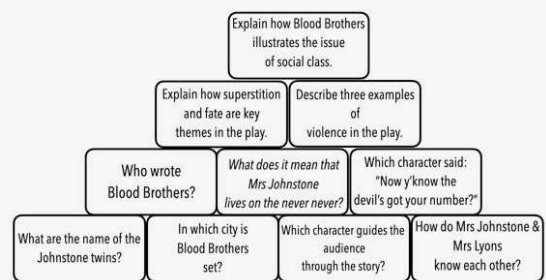 Explain how Blood Brothers
illustrates the issue
of social class.
Explain how superstition
and fate are key
themes in the play.
Describe three examples
of
violence in the play.
Who wrote
Blood Brothers?
What does it mean that
Mrs Johnstone
lives on the never never?
Which character said:
"Now y'know the
devil's got your number?"
What are the name of the
Johnstone twins?
In which city is
Blood Brothers
set?
Which character guides the
audience
through the story?
How do Mrs Johnstone &
Mrs Lyons
know each other?